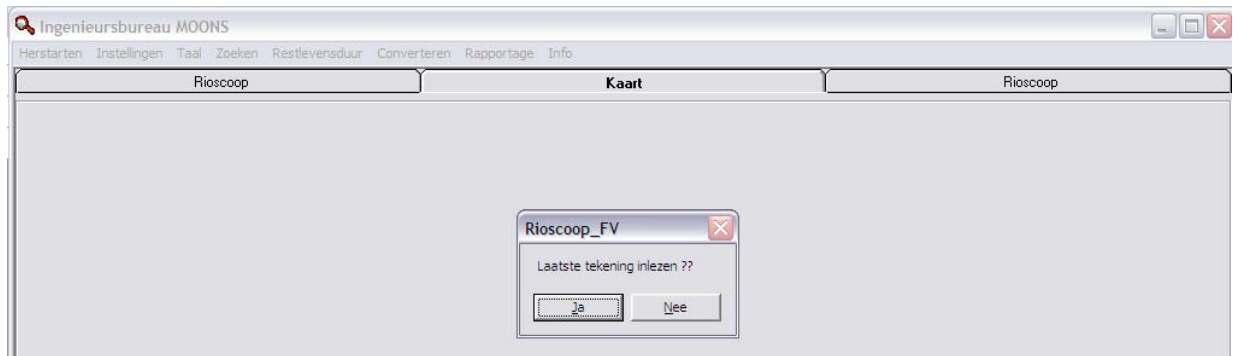 Ingenieursbureau MOONS
Herstarten Instellingen Taal Zoeken Restlevensduur Converteren Rapportage Info
Rioscoop Kaart Rioscoop
Rioscoop_FV
Laatste tekening inlezen ??
Ja Nee